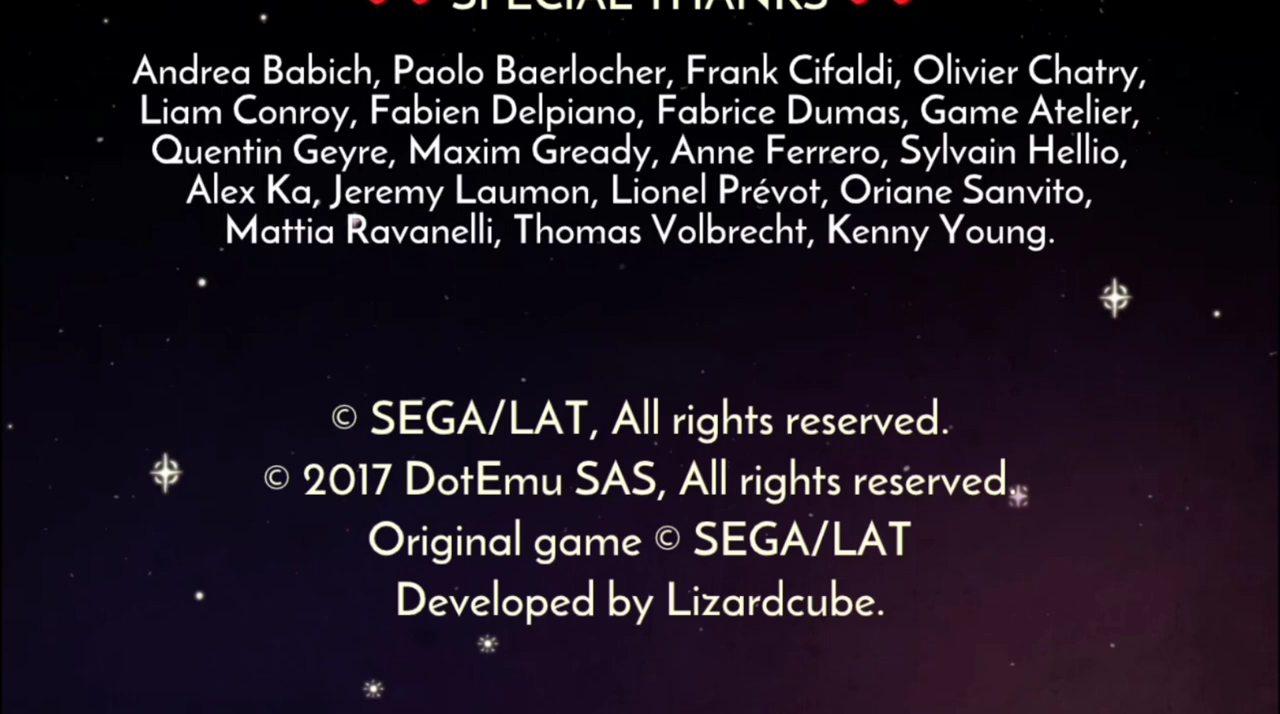 SPECIAL THANKS
Andrea Babich, Paolo Baerlocher, Frank Cifaldi, Olivier Chatry,
Liam Conroy, Fabien Delpiano, Fabrice Dumas, Game Atelier,
Quentin Geyre, Maxim Gready, Anne Ferrero, Sylvain Hellio,
Alex Ka, Jeremy Laumon, Lionel Prévot, Oriane Sanvito,
Mattia Ravanelli, Thomas Volbrecht, Kenny Young.
© SEGA/LAT, All rights reserved.
© 2017 DotEmu SAS, All rights reserved.
Original game © SEGA/LAT
Developed by Lizardcube.